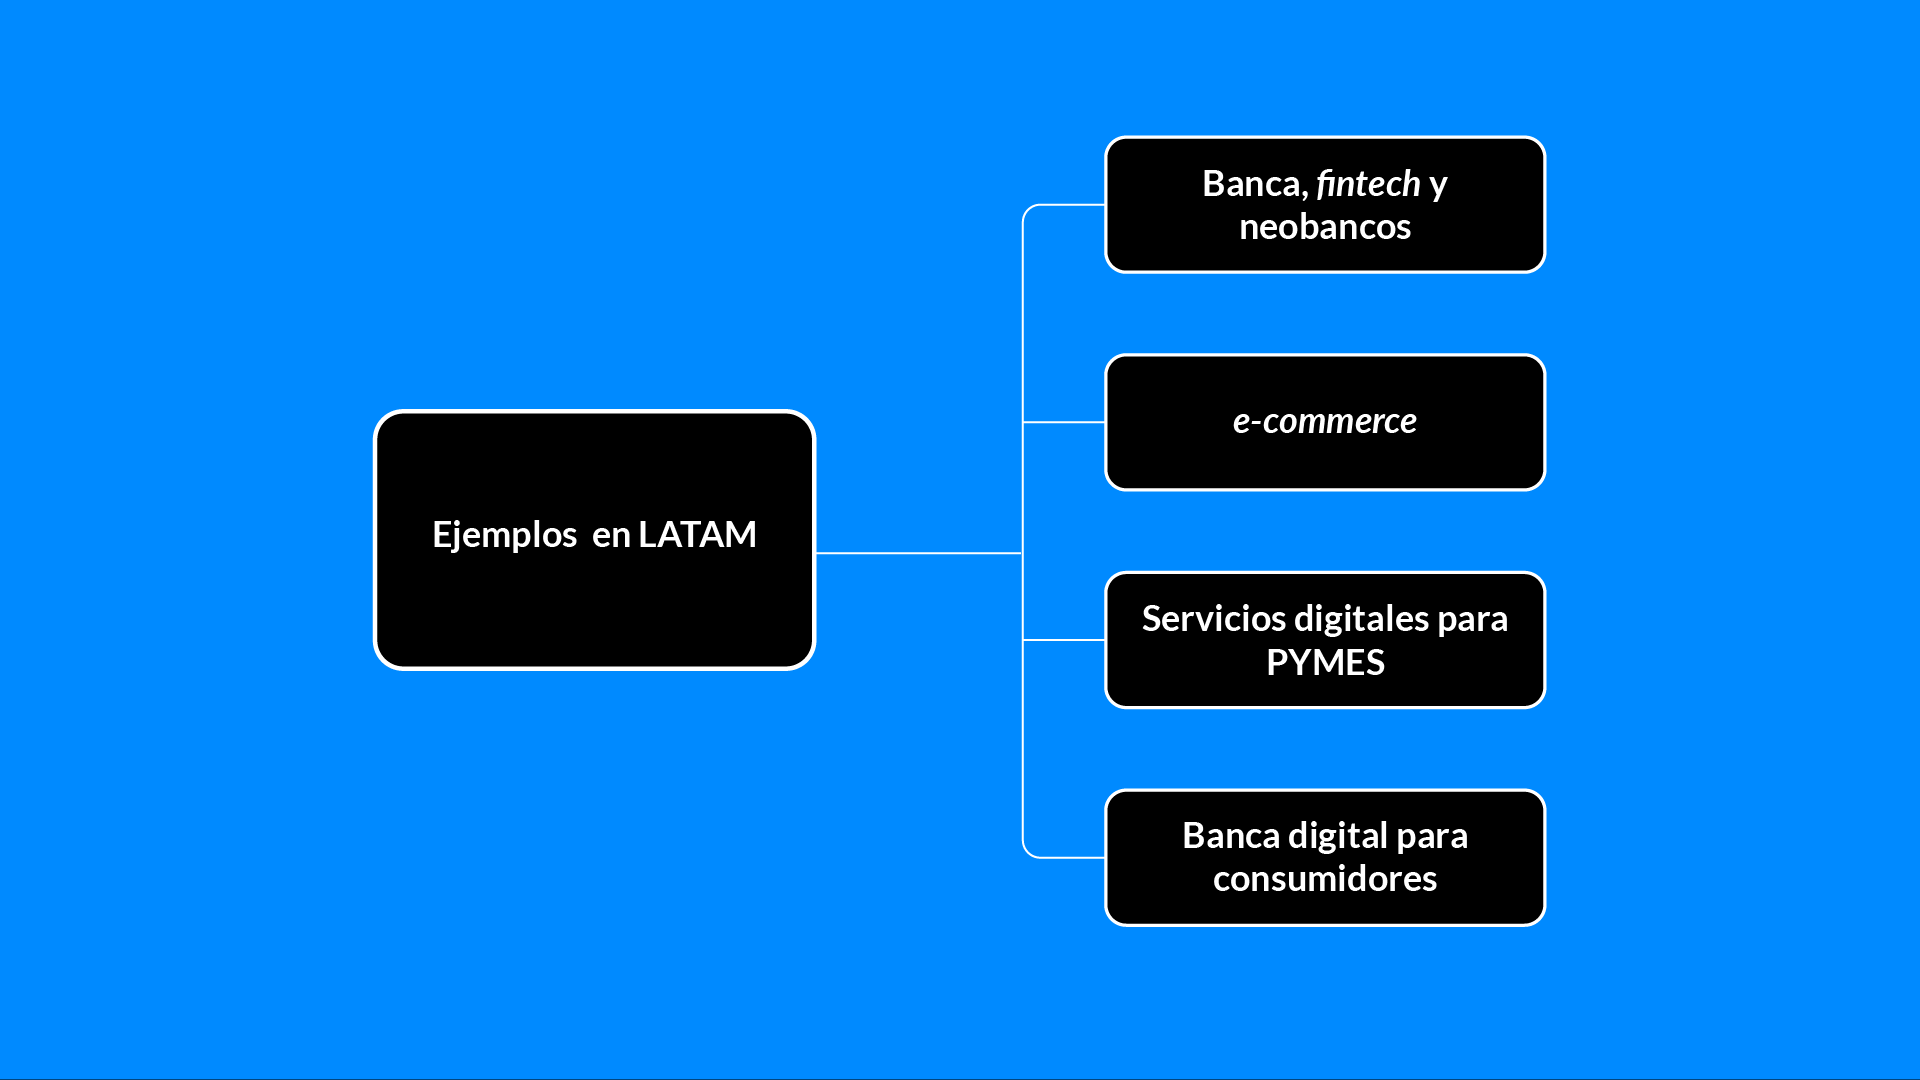 Ejemplos  en LATAM
Banca, fintech y
neobancos
e-commerce
Servicios digitales para
PYMES
Banca digital para
consumidores